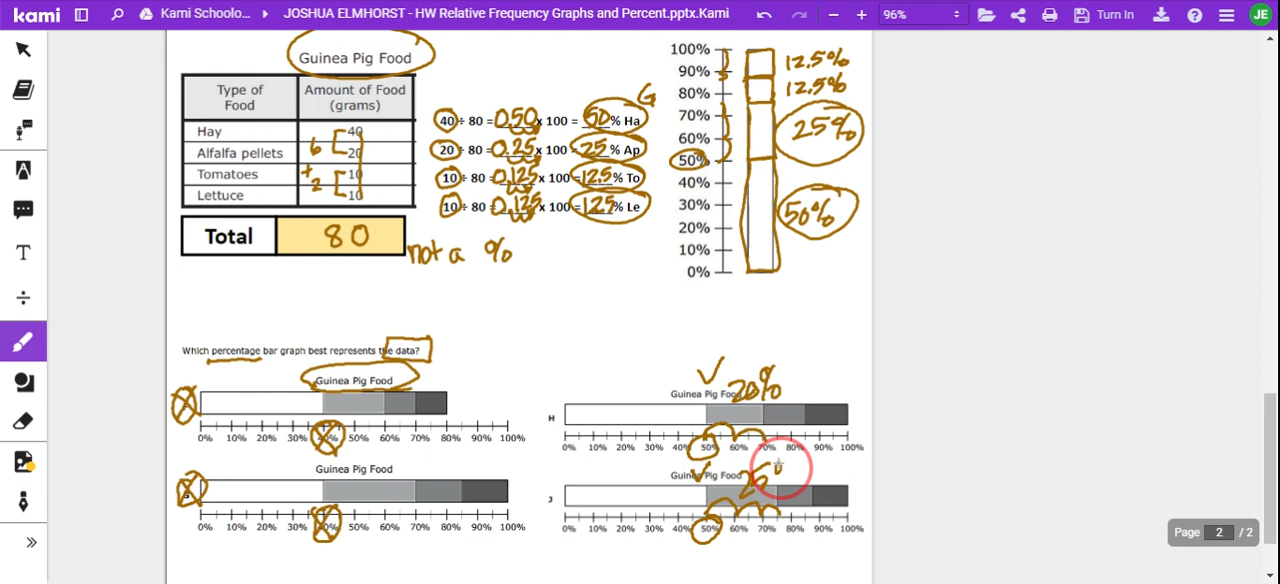 kami
Kami Schoolo...
JOSHUA ELMHORST - HW Relative Frequency Graphs and Percent.pptx.Kami
96%
Turn In
JE
Guinea Pig Food
Type of Food
Amount of Food (grams)
Hay 40
Alfalfa pellets 20
Tomatoes 10
Lettuce 10
6
+2
Total 80
not a %
G
40 ÷ 80 = 0.50 x 100 = 50 % Ha
20 ÷ 80 = 0.25 x 100 = 25 % Ap
10 ÷ 80 = 0.125 x 100 = 12.5 % To
10 ÷ 80 = 0.125 x 100 = 12.5 % Le
100%
90%
80%
70%
60%
50%
40%
30%
20%
10%
0%
12.5%
12.5%
25%
50%
Which percentage bar graph best represents the data?
Guinea Pig Food
0% 10% 20% 30% 40% 50% 60% 70% 80% 90% 100%
Guinea Pig Food
G
0% 10% 20% 30% 40% 50% 60% 70% 80% 90% 100%
Guinea Pig Food 20%
H
0% 10% 20% 30% 40% 50% 60% 70% 80% 90% 100%
Guinea Pig Food 25
J
0% 10% 20% 30% 40% 50% 60% 70% 80% 90% 100%
Page 2 / 2